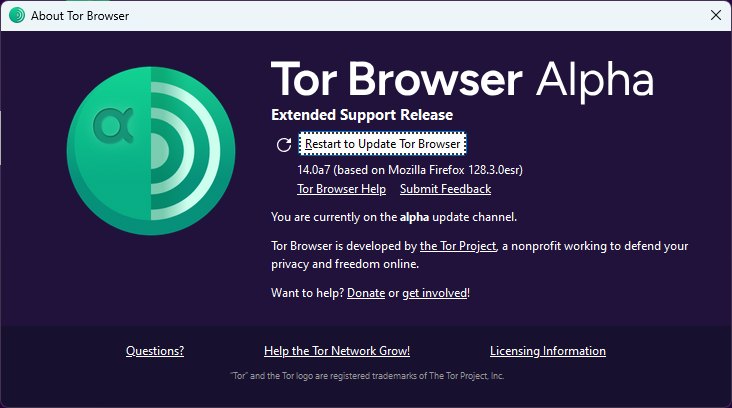 About Tor Browser
Tor Browser Alpha
Extended Support Release
Restart to Update Tor Browser
14.0a7 (based on Mozilla Firefox 128.3.0esr)
Tor Browser Help Submit Feedback
You are currently on the alpha update channel.
Tor Browser is developed by the Tor Project, a nonprofit working to defend your
privacy and freedom online.
Want to help? Donate or get involved!
Questions? Help the Tor Network Grow! Licensing Information
"Tor" and the Tor logo are registered trademarks of The Tor Project, Inc.